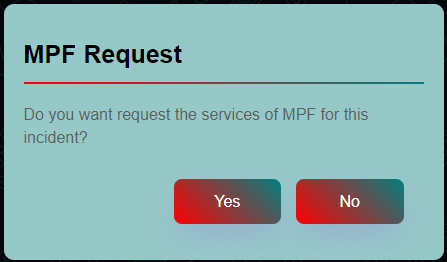 MPF Request
Do you want request the services of MPF for this
incident?
Yes
No